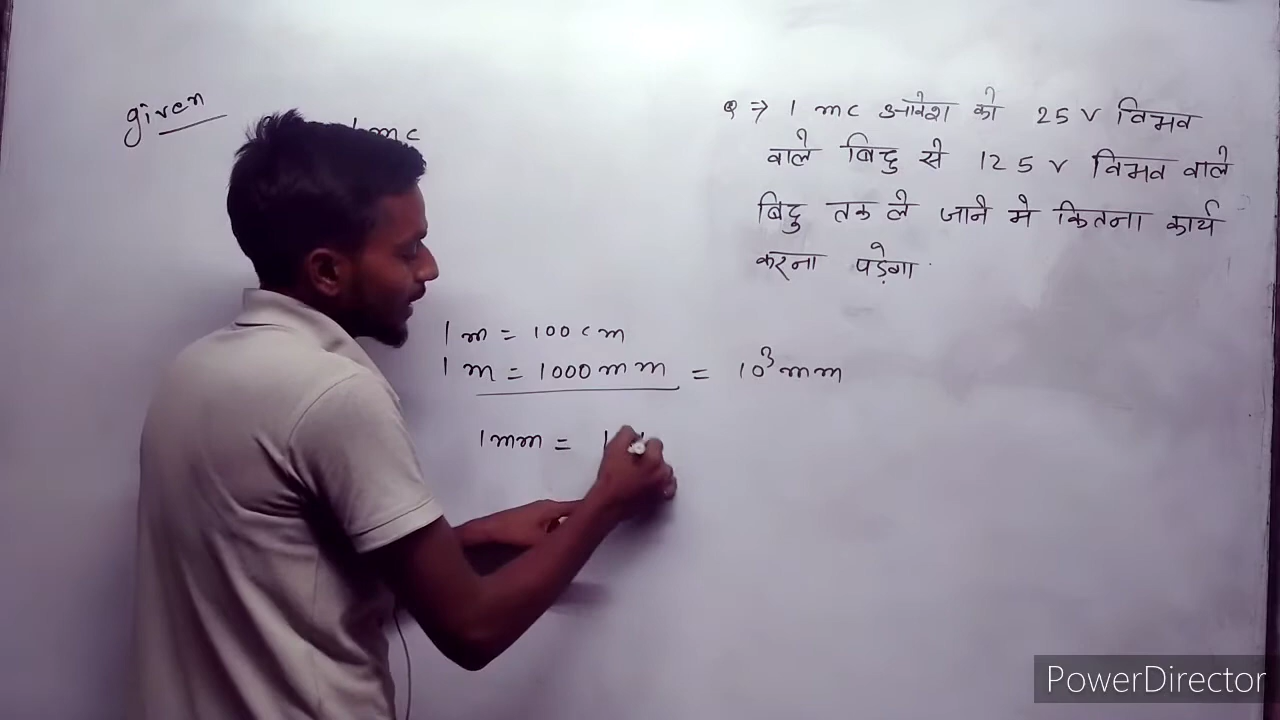 given
mc
Q ⇒ 1 mc आवेश को 25 V विभव
वाले बिंदु से 125 V विभव वाले
बिंदु तक ले जाने मे कितना कार्य
करना पड़ेगा
1 m = 100 cm
1 m = 1000 mm = 10³ mm
1 mm =
PowerDirector